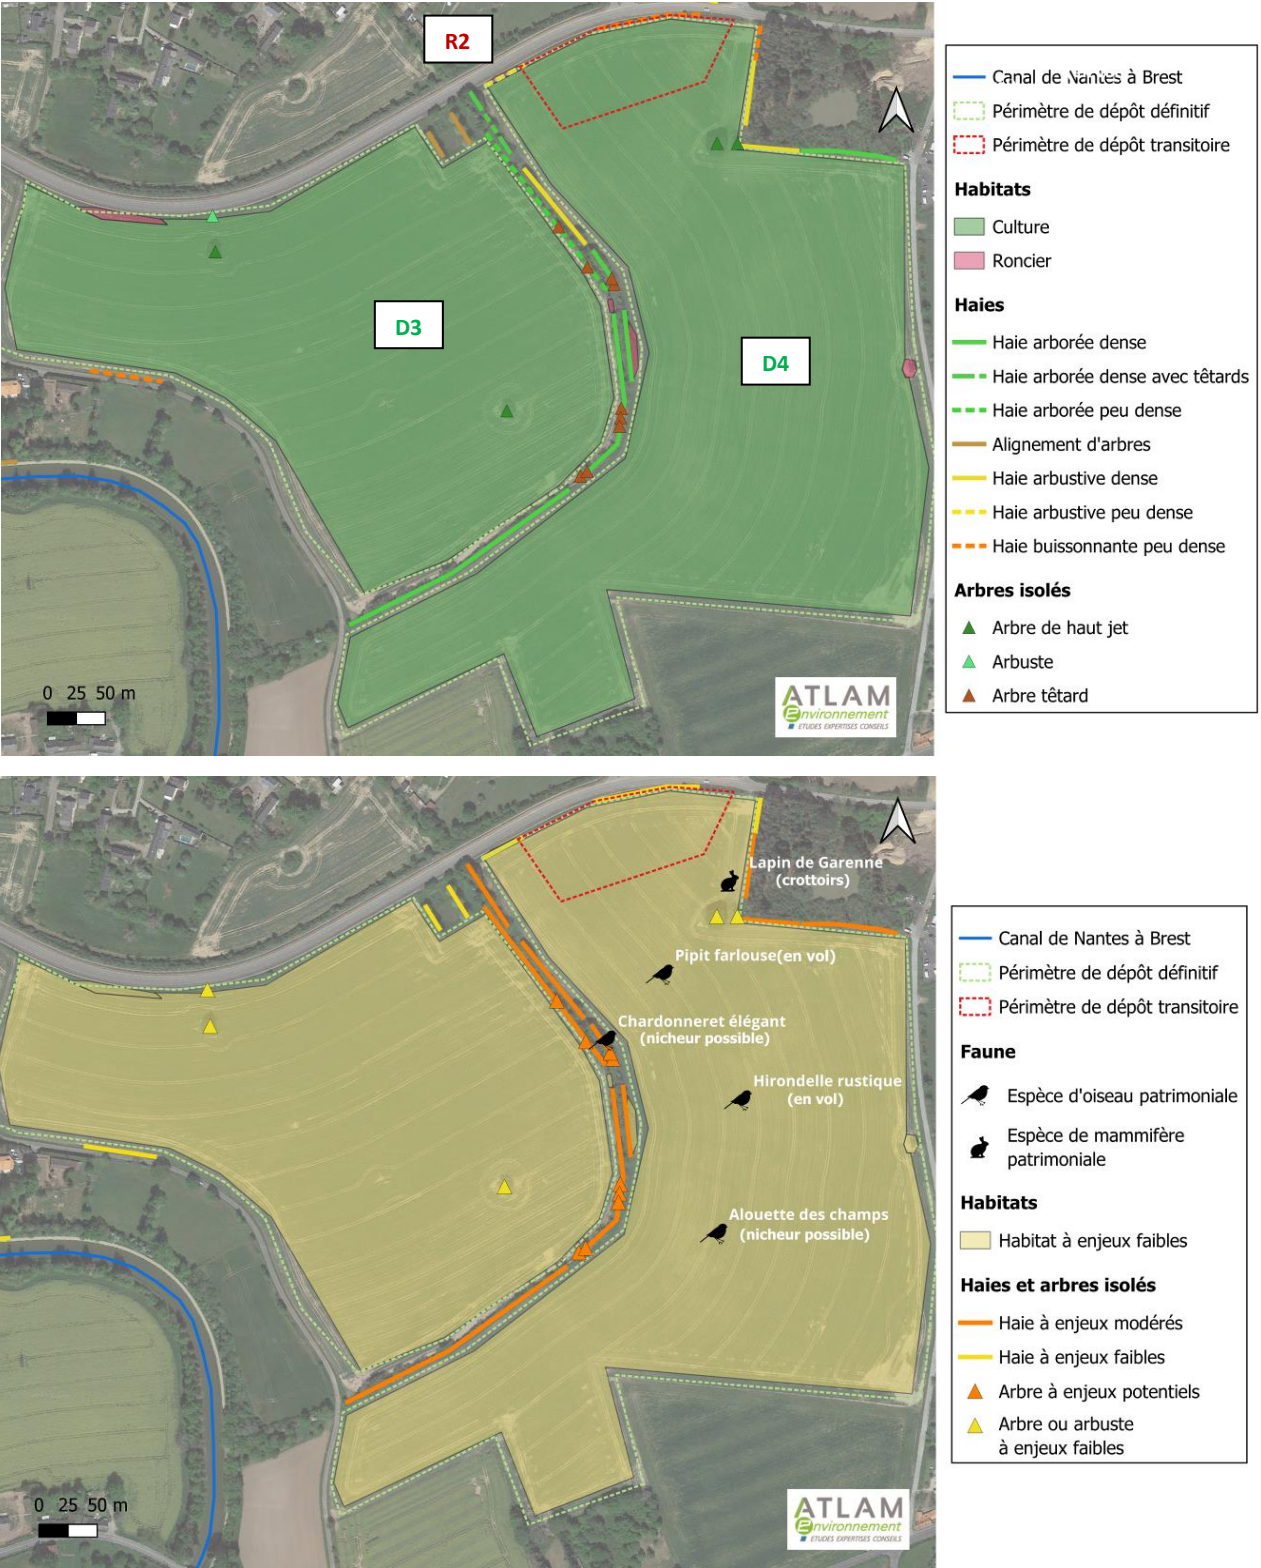 R2
D3
D4
0 25 50 m
ATLAM
environnement
ETUDES EXPERTISES CONSEILS
Canal de Nantes à Brest
Périmètre de dépôt définitif
Périmètre de dépôt transitoire
Habitats
Culture
Roncier
Haies
Haie arborée dense
Haie arborée dense avec têtards
Haie arborée peu dense
Alignement d'arbres
Haie arbustive dense
Haie arbustive peu dense
Haie buissonnante peu dense
Arbres isolés
Arbre de haut jet
Arbuste
Arbre têtard
Lapin de Garenne
(crottoirs)
Pipit farlouse(en vol)
Chardonneret élégant
(nicheur possible)
Hirondelle rustique
(en vol)
Alouette des champs
(nicheur possible)
0 25 50 m
ATLAM
environnement
ETUDES EXPERTISES CONSEILS
Canal de Nantes à Brest
Périmètre de dépôt définitif
Périmètre de dépôt transitoire
Faune
Espèce d'oiseau patrimoniale
Espèce de mammifère
patrimoniale
Habitats
Habitat à enjeux faibles
Haies et arbres isolés
Haie à enjeux modérés
Haie à enjeux faibles
Arbre à enjeux potentiels
Arbre ou arbuste
à enjeux faibles